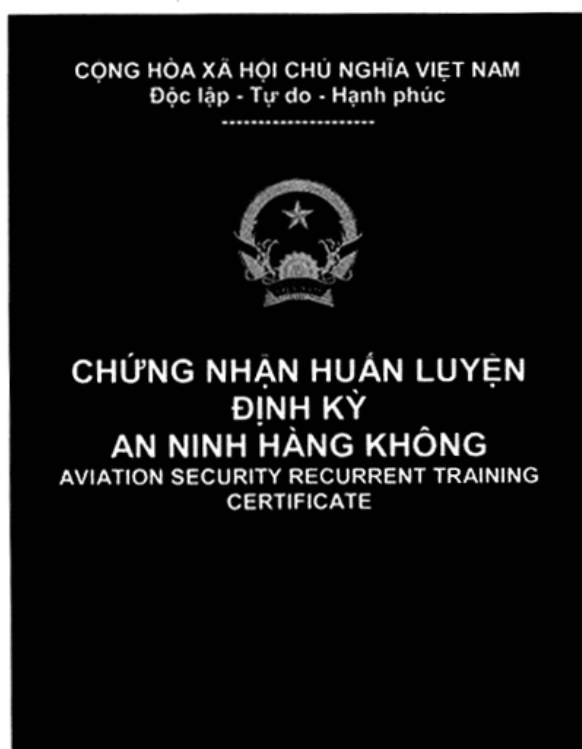 CỘNG HÒA XÃ HỘI CHỦ NGHĨA VIỆT NAM
Độc lập - Tự do - Hạnh phúc
---------------------
CHỨNG NHẬN HUẤN LUYỆN
ĐỊNH KỲ
AN NINH HÀNG KHÔNG
AVIATION SECURITY RECURRENT TRAINING
CERTIFICATE